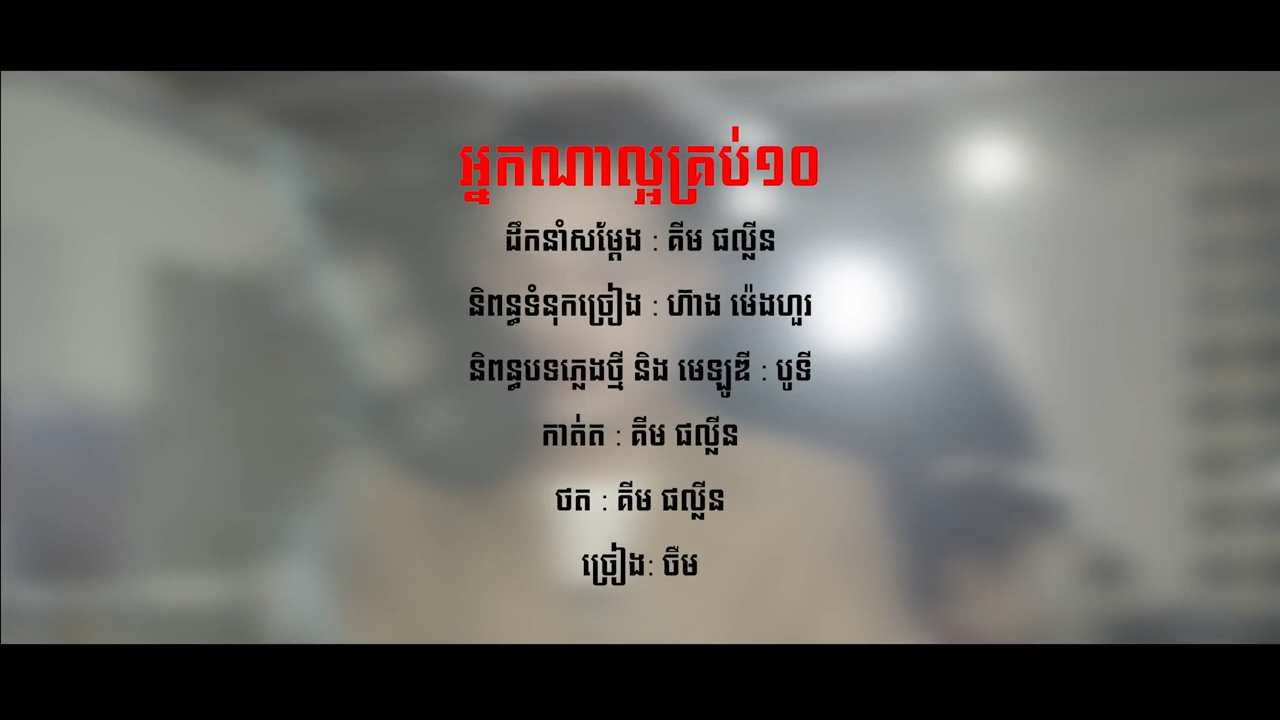 អ្នកណាល្អគ្រប់១០
ដឹកនាំសម្ដែង : គីម ផល្លីន
និពន្ធទំនុកច្រៀង : ហ៊ាង ម៉េងហួរ
និពន្ធបទភ្លេងថ្មី និង មេឡូឌី : បូទី
កាត់ត : គីម ផល្លីន
ថត : គីម ផល្លីន
ច្រៀង: ចឺម